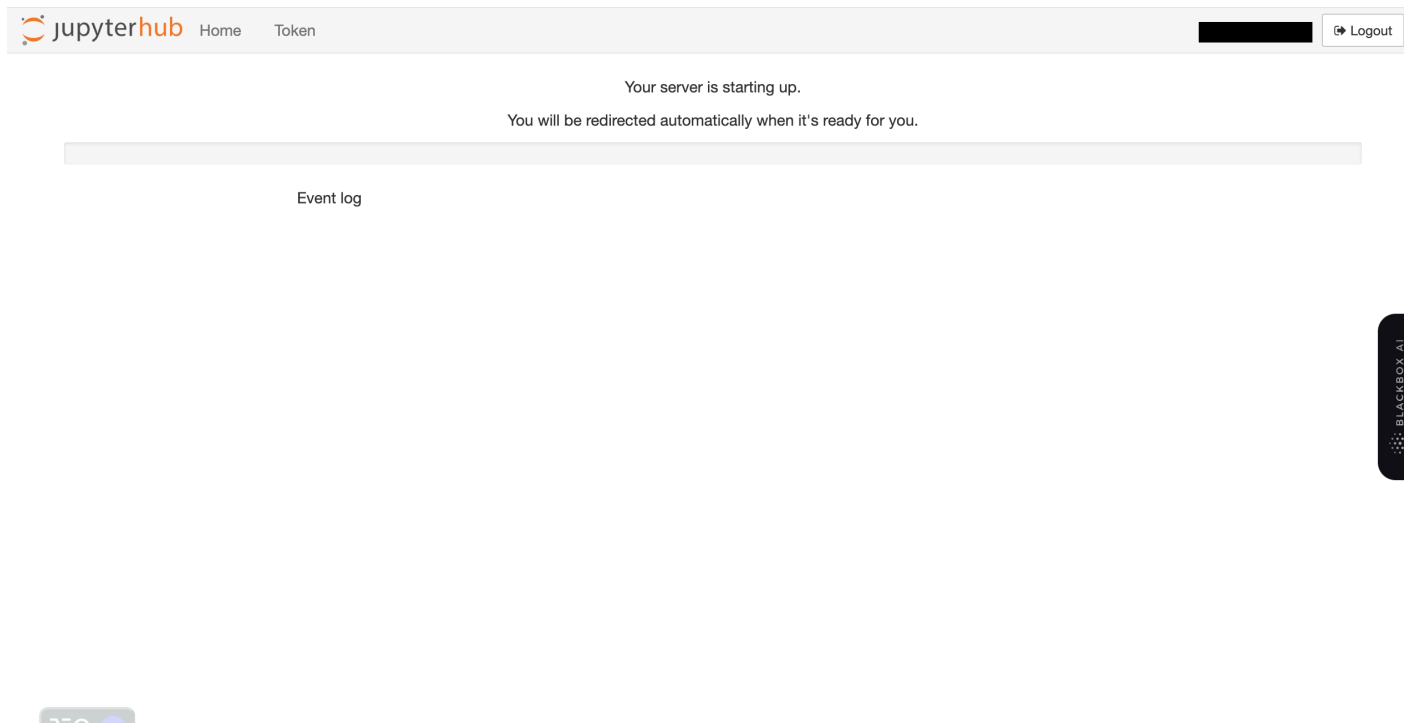 jupyterhub Home Token Logout
Your server is starting up.
You will be redirected automatically when it's ready for you.
Event log
BLACKBOX AI